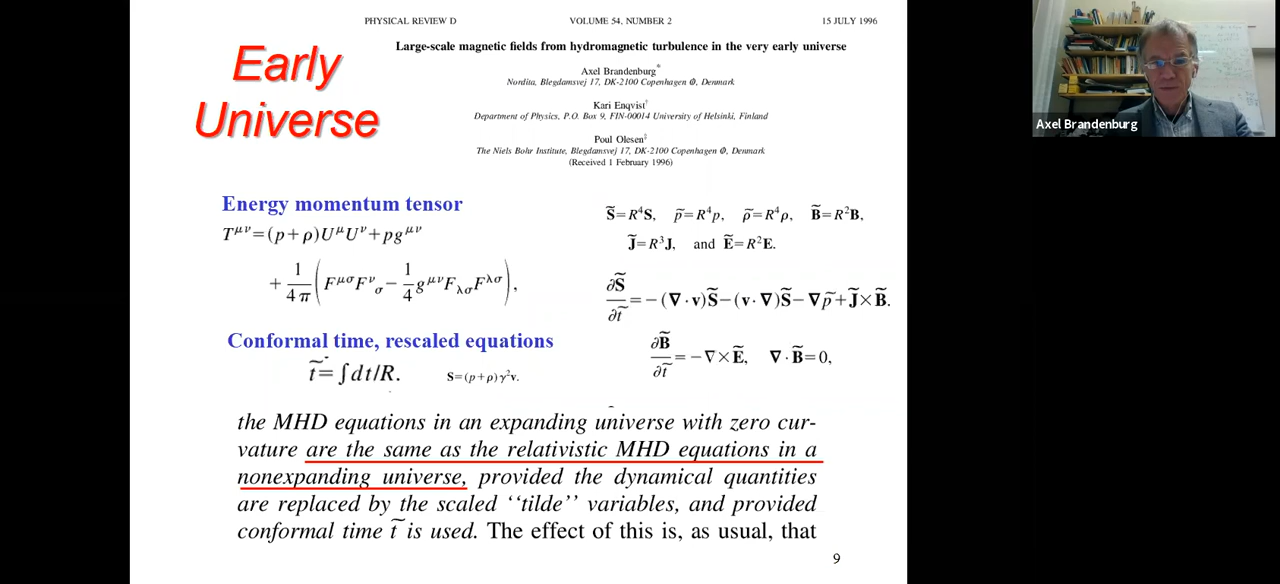 PHYSICAL REVIEW D VOLUME 54, NUMBER 2 15 JULY 1996
Early
Universe
Large-scale magnetic fields from hydromagnetic turbulence in the very early universe
Axel Brandenburg*
Nordita, Blegdamsvej 17, DK-2100 Copenhagen Ø, Denmark
Kari Enqvist†
Department of Physics, P.O. Box 9, FIN-00014 University of Helsinki, Finland
Poul Olesen‡
The Niels Bohr Institute, Blegdamsvej 17, DK-2100 Copenhagen Ø, Denmark
(Received 1 February 1996)
Energy momentum tensor
T^{μν}=(p+ρ)U^μU^ν+pg^{μν}
+ 1/4π (F^{μσ}F^ν_σ − 1/4 g^{μν}F_{λσ}F^{λσ}),
Conformal time, rescaled equations
t̃=∫dt/R. S=(p+ρ)γ²v.
S̃=R⁴S, p̃=R⁴p, ρ̃=R⁴ρ, B̃=R²B,
J̃=R³J, and Ẽ=R²E.
∂S̃/∂t̃=−(∇·v)S̃−(v·∇)S̃−∇p̃+J̃×B̃.
∂B̃/∂t̃=−∇×Ẽ, ∇·B̃=0,
the MHD equations in an expanding universe with zero cur-
vature are the same as the relativistic MHD equations in a
nonexpanding universe, provided the dynamical quantities
are replaced by the scaled ‘‘tilde’’ variables, and provided
conformal time t̃ is used. The effect of this is, as usual, that
9
Axel Brandenburg